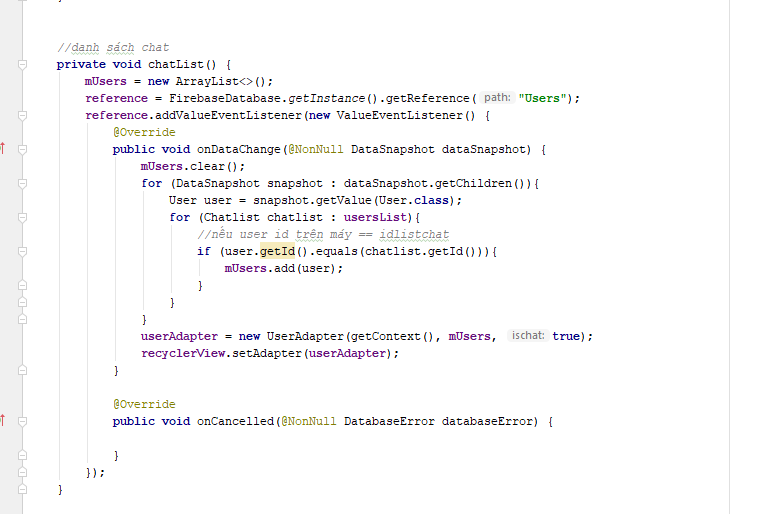 //danh sách chat
private void chatList() {
mUsers = new ArrayList<>();
reference = FirebaseDatabase.getInstance().getReference( path: "Users");
reference.addValueEventListener(new ValueEventListener() {
@Override
public void onDataChange(@NonNull DataSnapshot dataSnapshot) {
mUsers.clear();
for (DataSnapshot snapshot : dataSnapshot.getChildren()){
User user = snapshot.getValue(User.class);
for (Chatlist chatlist : usersList){
//nếu user id trên máy == idlistchat
if (user.getId().equals(chatlist.getId())){
mUsers.add(user);
}
}
}
userAdapter = new UserAdapter(getContext(), mUsers, ischat: true);
recyclerView.setAdapter(userAdapter);
}
@Override
public void onCancelled(@NonNull DatabaseError databaseError) {
}
});
}